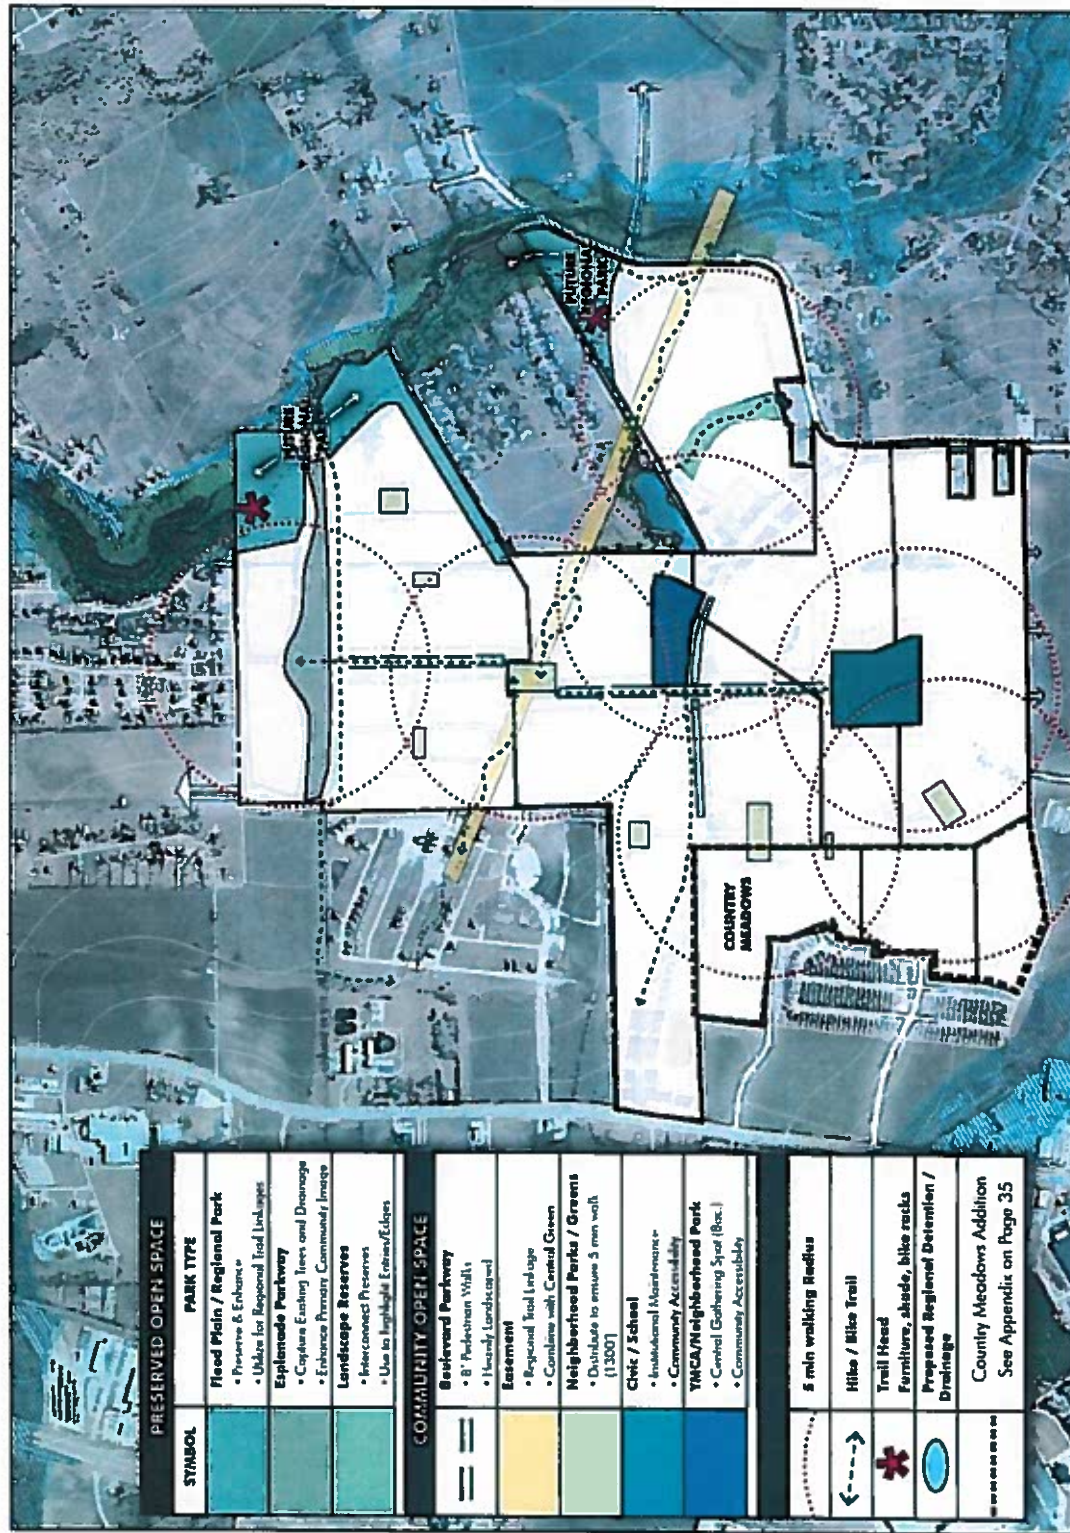 PRESERVED OPEN SPACE
SYMBOL
PARK TYPE
Flood Plain / Regional Park
• Preserve & Enhance
• Utilize for Regional Trail Linkages
Esplanade Parkway
• Capture Existing Trees and Drainage
• Enhance Primary Community Image
Landscape Reserves
• Interconnect Preserves
• Use to highlight Entries/Edges
COMMUNITY OPEN SPACE
Boulevard Parkway
• 8' Pedestrian Walks
• Heavily Landscaped
Easement
• Regional Trail Linkage
• Combine with Central Green
Neighborhood Parks / Greens
• Distribute to ensure 5 min walk
(1300')
Civic / School
• Institutional Maintenance
• Community Accessibility
YMCA/Neighborhood Park
• Central Gathering Spot (Rec.)
• Community Accessibility
5 min walking Radius
Hike / Bike Trail
Trail Head
Furniture, shade, bike racks
Proposed Regional Detention /
Drainage
Country Meadows Addition
See Appendix on Page 35
COUNTRY
MEADOWS
FUTURE
REGIONAL
PARK
FUTURE